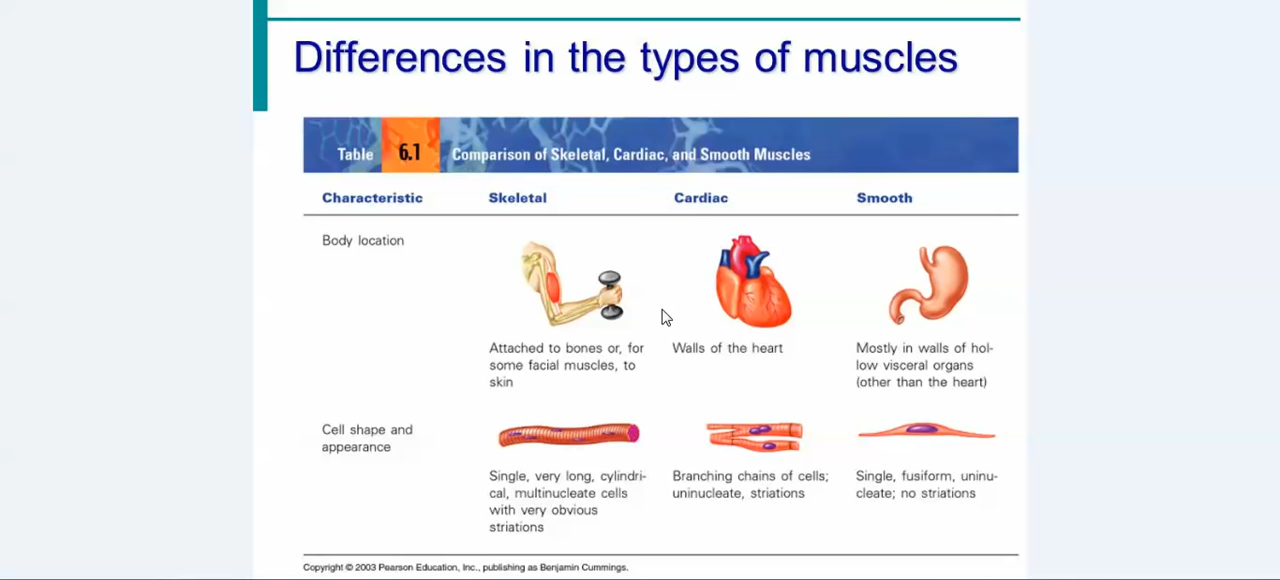 Differences in the types of muscles
Table 6.1 Comparison of Skeletal, Cardiac, and Smooth Muscles
Characteristic Skeletal Cardiac Smooth
Body location
Attached to bones or, for
some facial muscles, to
skin
Walls of the heart
Mostly in walls of hol-
low visceral organs
(other than the heart)
Cell shape and
appearance
Single, very long, cylindri-
cal, multinucleate cells
with very obvious
striations
Branching chains of cells;
uninucleate, striations
Single, fusiform, uninu-
cleate; no striations
Copyright © 2003 Pearson Education, Inc., publishing as Benjamin Cummings.